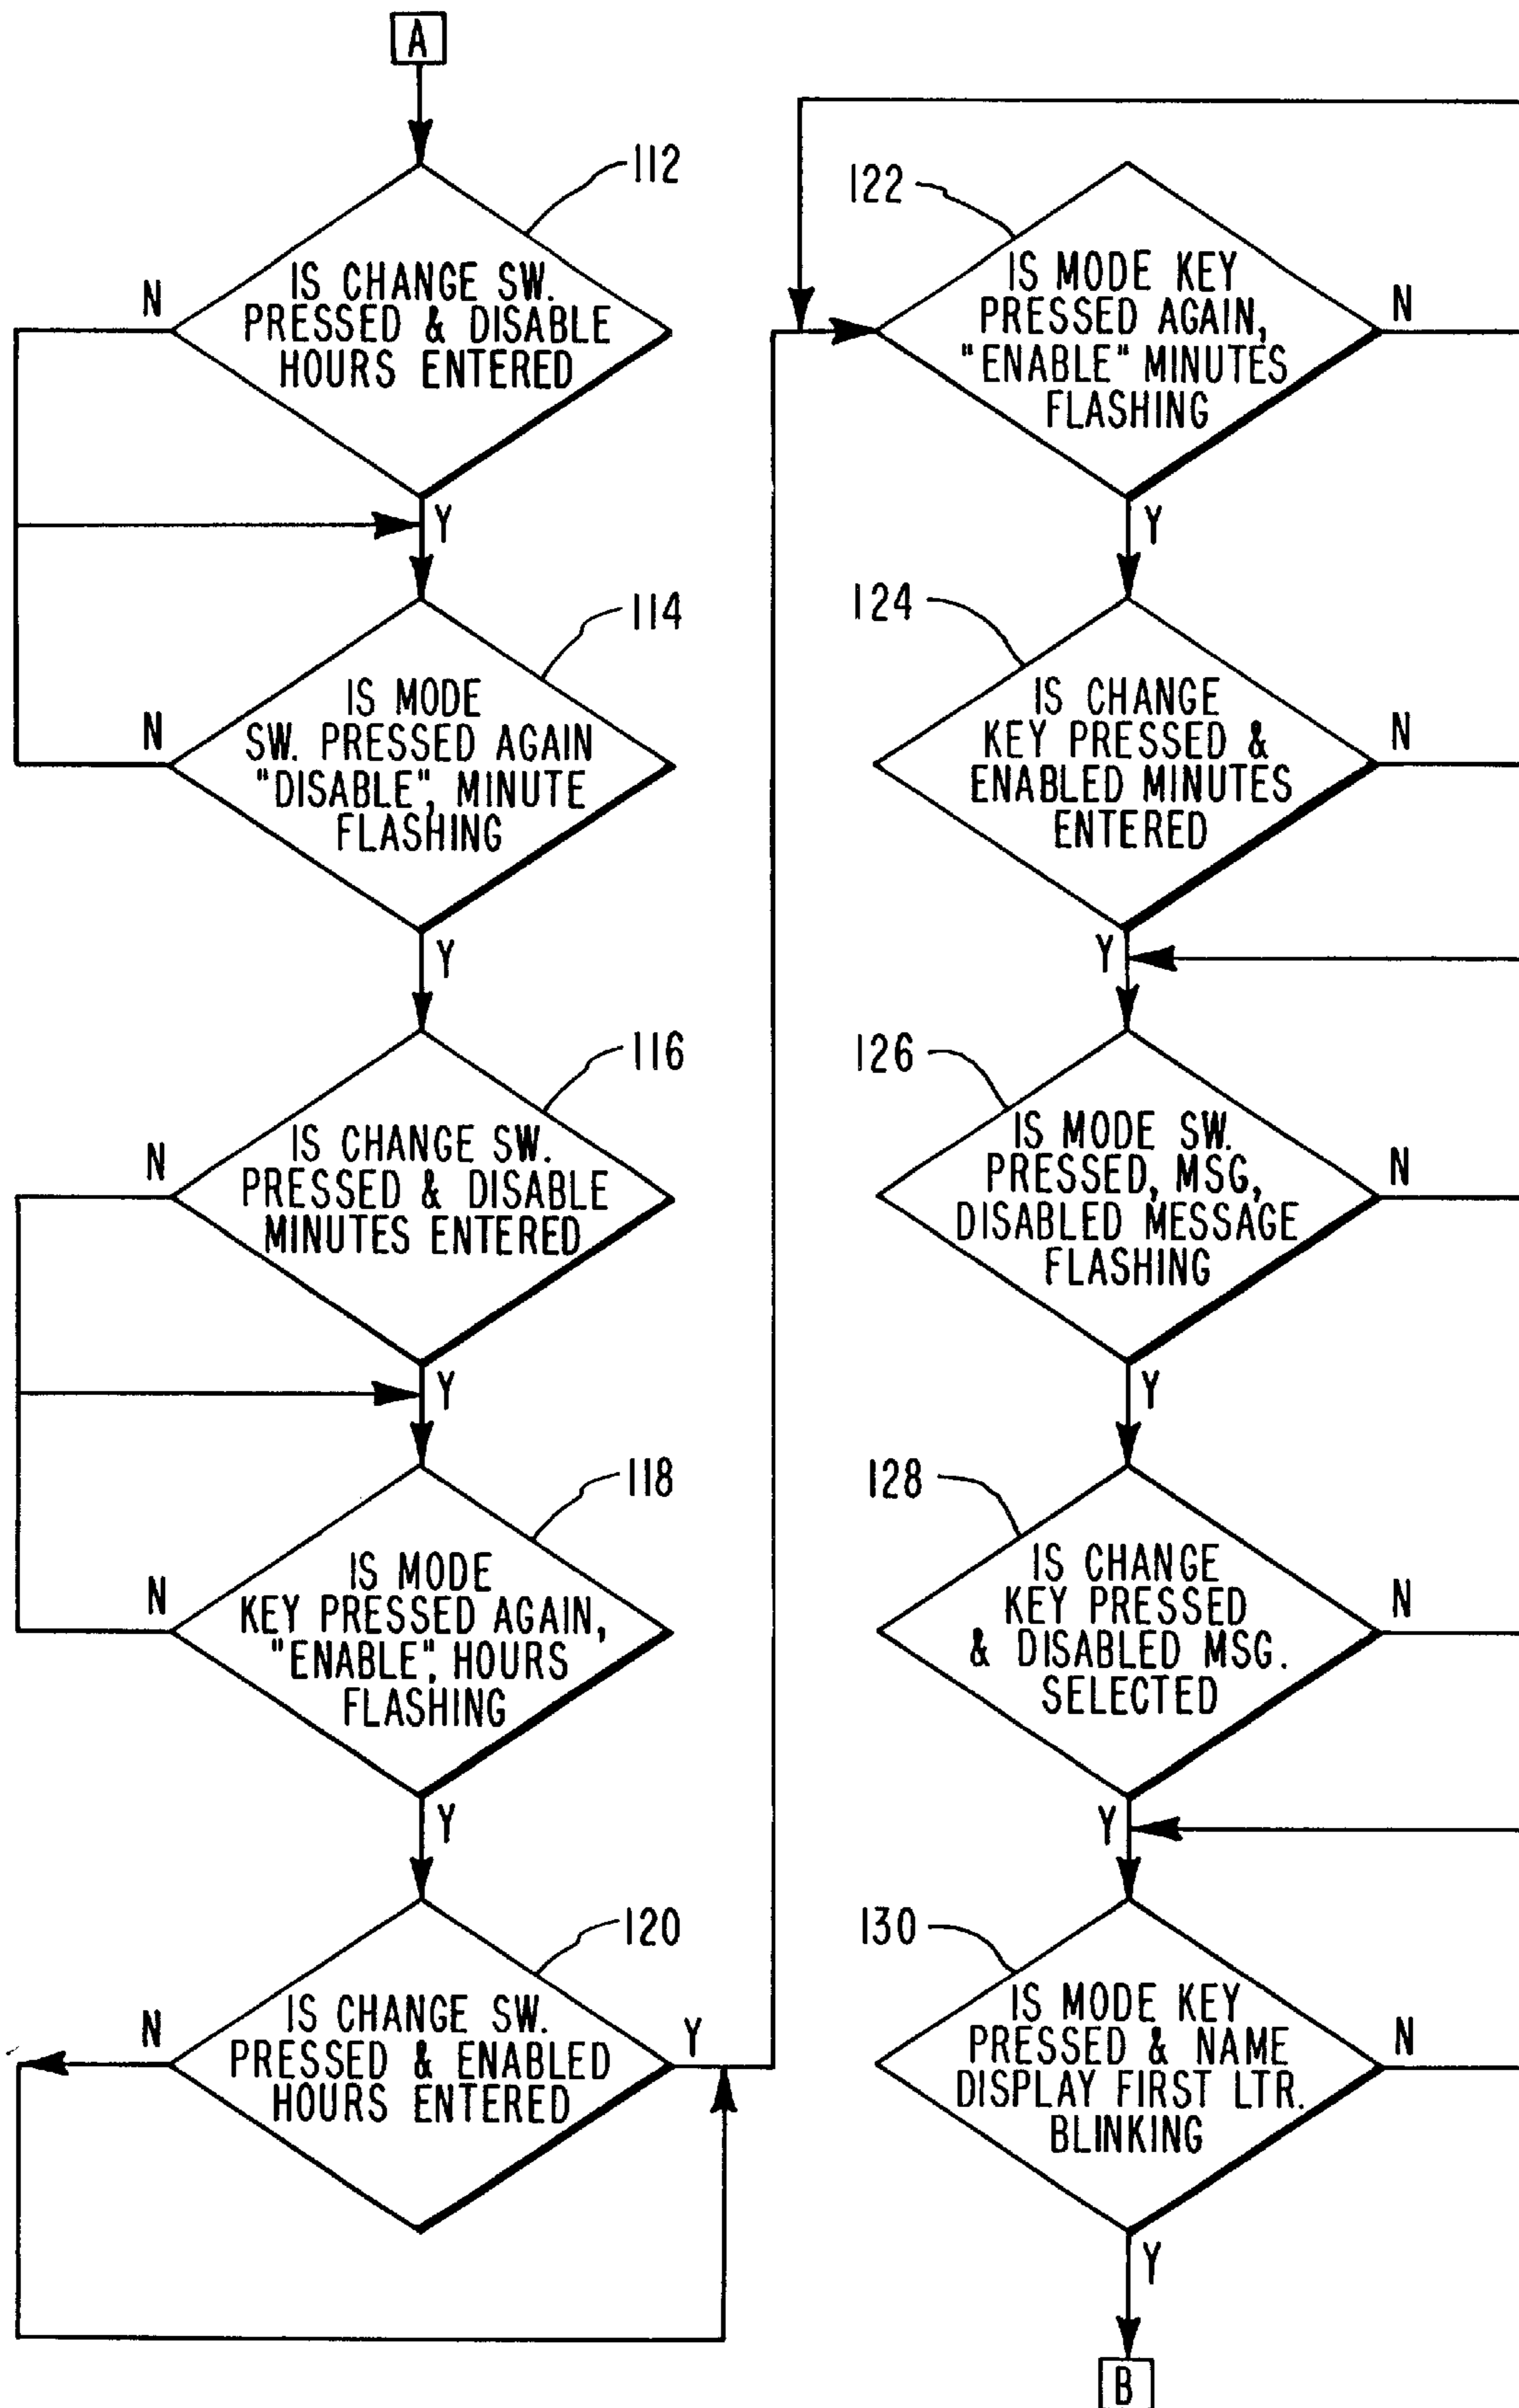 A
112
N
IS CHANGE SW.
PRESSED & DISABLE
HOURS ENTERED
Y
114
N
IS MODE
SW. PRESSED AGAIN
"DISABLE", MINUTE
FLASHING
Y
116
N
IS CHANGE SW.
PRESSED & DISABLE
MINUTES ENTERED
Y
118
N
IS MODE
KEY PRESSED AGAIN,
"ENABLE", HOURS
FLASHING
Y
120
N
IS CHANGE SW.
PRESSED & ENABLED
HOURS ENTERED
Y
122
IS MODE KEY
PRESSED AGAIN,
"ENABLE" MINUTES
FLASHING
N
Y
124
IS CHANGE
KEY PRESSED &
ENABLED MINUTES
ENTERED
N
Y
126
IS MODE SW.
PRESSED, MSG,
DISABLED MESSAGE
FLASHING
N
Y
128
IS CHANGE
KEY PRESSED
& DISABLED MSG.
SELECTED
N
Y
130
IS MODE KEY
PRESSED & NAME
DISPLAY FIRST LTR.
BLINKING
N
Y
B